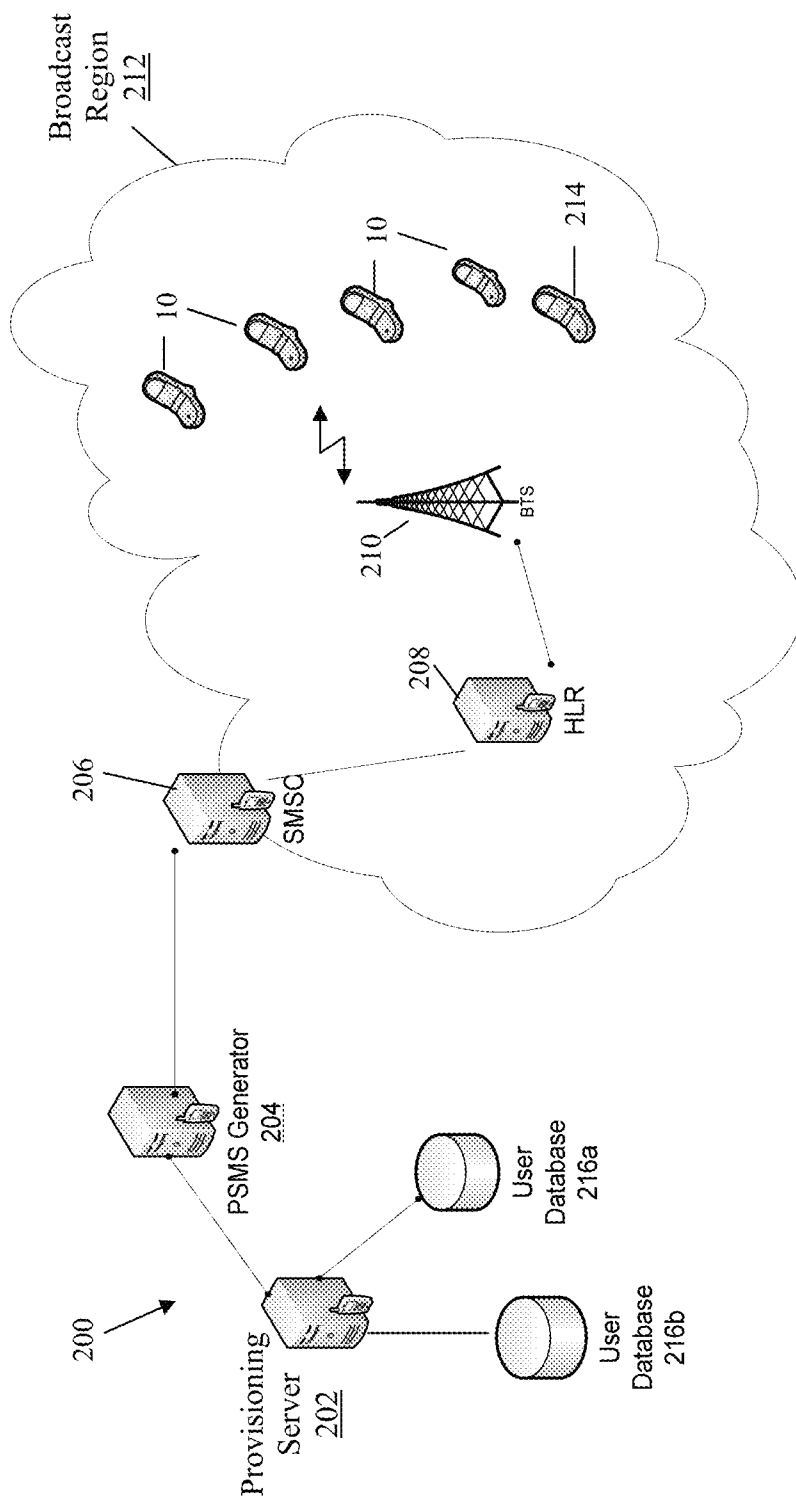 Broadcast
Region
212
10
10
214
206
SMSC
210
BTS
208
HLR
PSMS Generator
204
200
Provisioning
Server
202
User
Database
216a
User
Database
216b